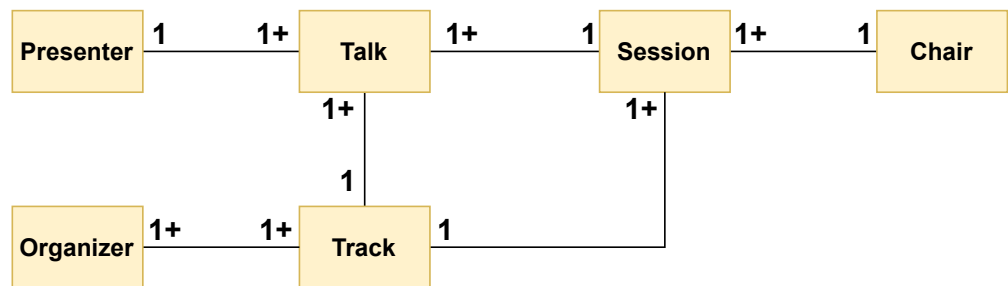 Presenter 1 1+ Talk 1+ 1 Session 1+ 1 Chair
1+ 1+
1
Organizer 1+ 1+ Track 1